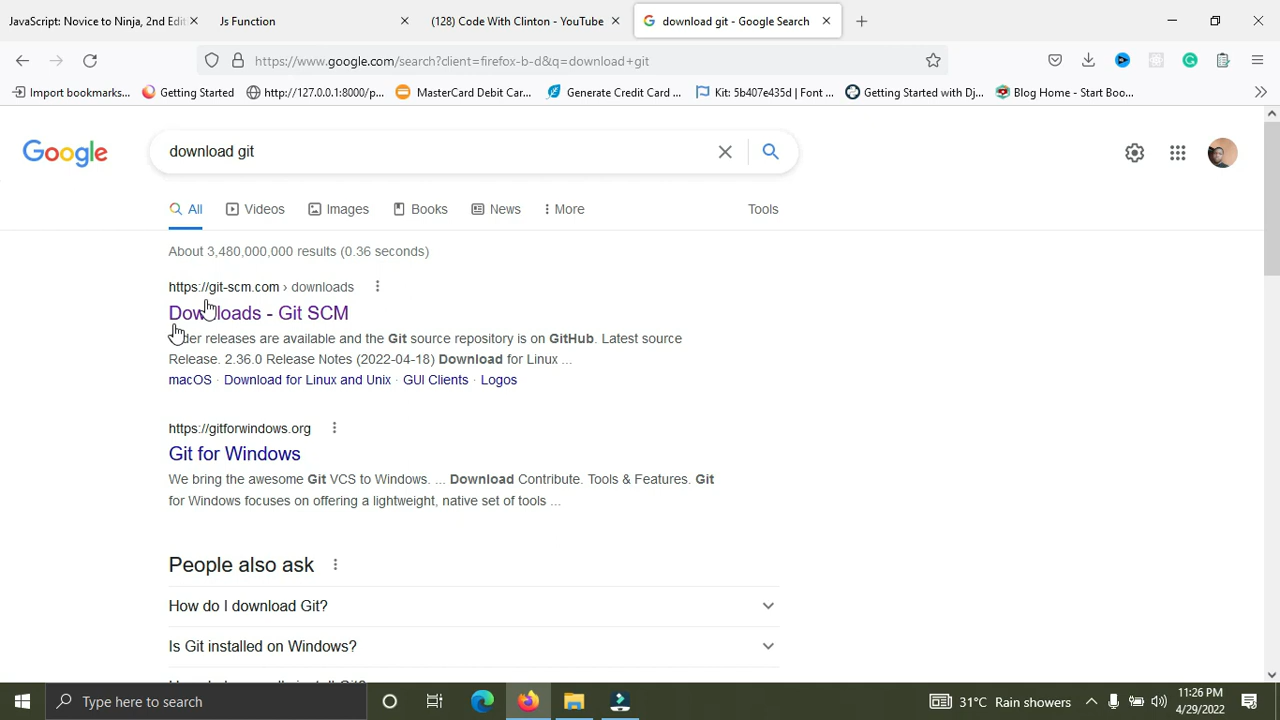 JavaScript: Novice to Ninja, 2nd Edit
Js Function
(128) Code With Clinton - YouTube
download git - Google Search
https://www.google.com/search?client=firefox-b-d&q=download+git
Import bookmarks...
Getting Started
http://127.0.0.1:8000/p...
MasterCard Debit Car...
Generate Credit Card ...
Kit: 5b407e435d | Font ...
Getting Started with Dj...
Blog Home - Start Boo...
Google
download git
All
Videos
Images
Books
News
More
Tools
About 3,480,000,000 results (0.36 seconds)
https://git-scm.com › downloads
Downloads - Git SCM
der releases are available and the Git source repository is on GitHub. Latest source
Release. 2.36.0 Release Notes (2022-04-18) Download for Linux ...
macOS · Download for Linux and Unix · GUI Clients · Logos
https://gitforwindows.org
Git for Windows
We bring the awesome Git VCS to Windows. ... Download Contribute. Tools & Features. Git
for Windows focuses on offering a lightweight, native set of tools ...
People also ask
How do I download Git?
Is Git installed on Windows?
Type here to search
31°C Rain showers
11:26 PM
4/29/2022